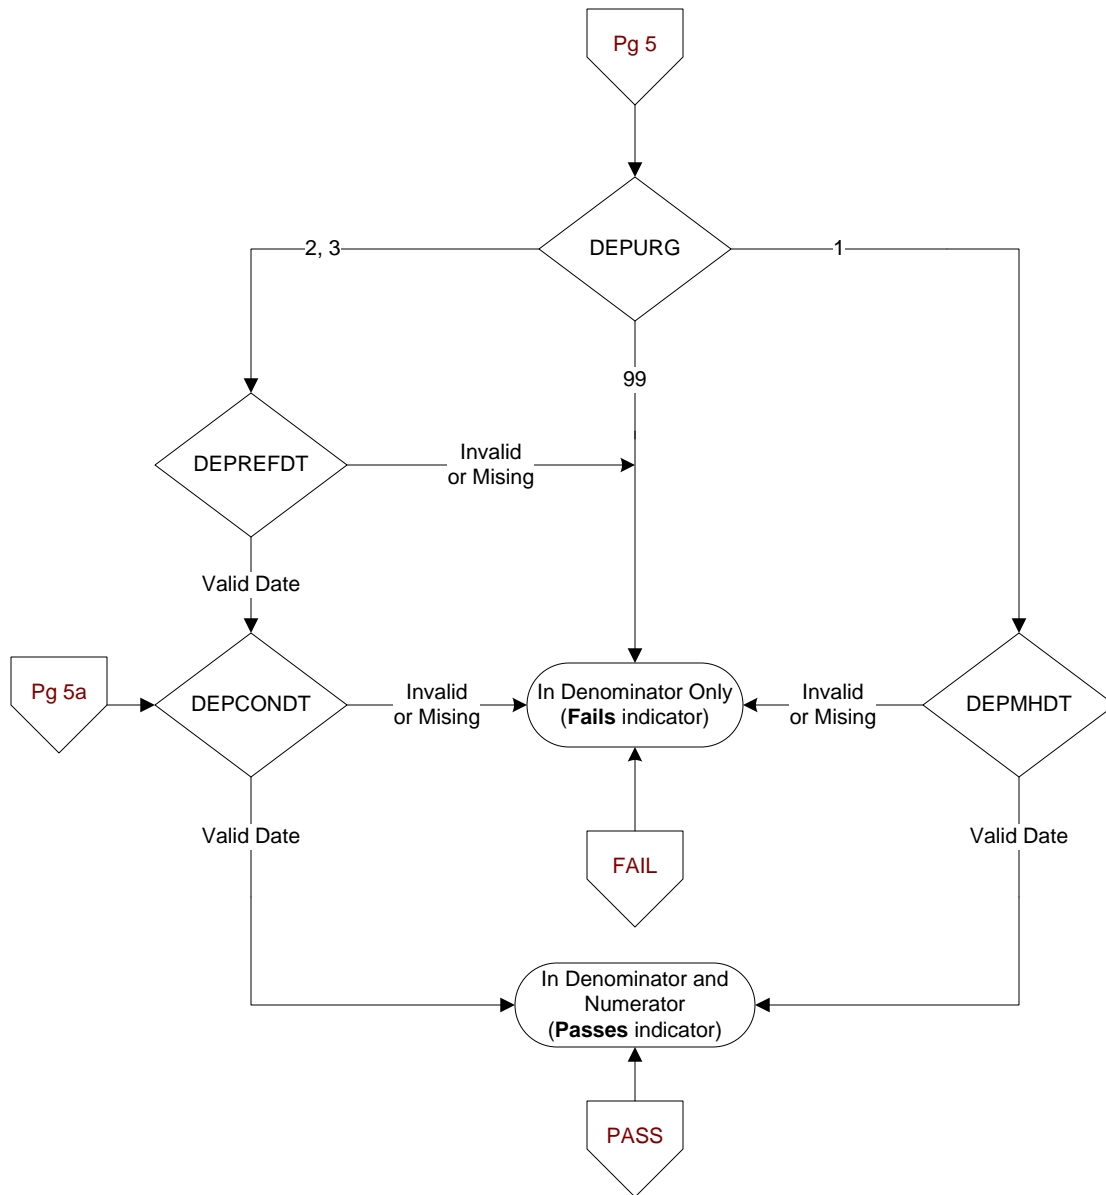 Pg 5
DEPURG
2, 3
1
99
DEPREFDT
Invalid
or Mising
Valid Date
Pg 5a
DEPCONDT
Invalid
or Mising
In Denominator Only
(Fails indicator)
Invalid
or Mising
DEPMHDT
Valid Date
Valid Date
FAIL
In Denominator and
Numerator
(Passes indicator)
PASS